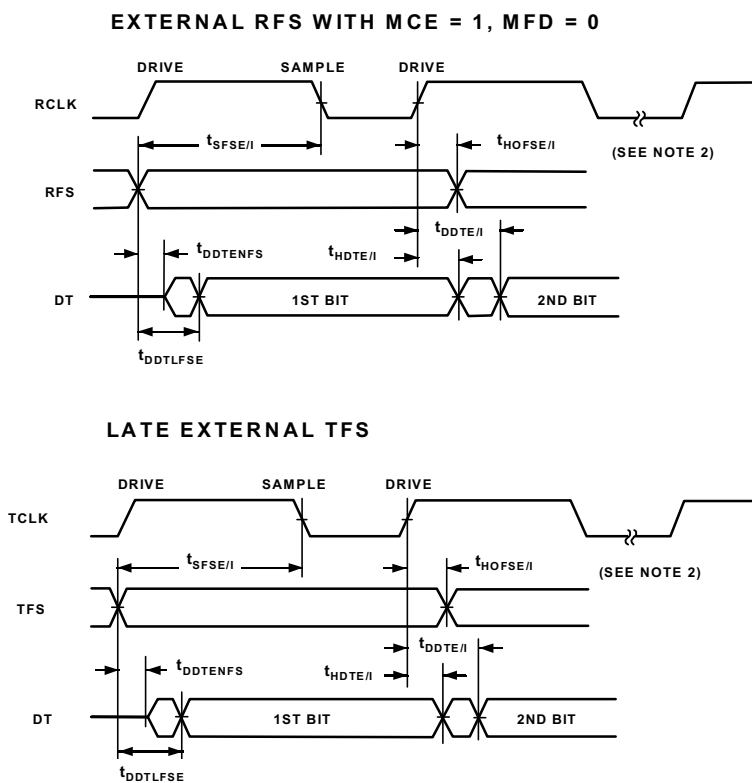 EXTERNAL RFS WITH MCE = 1, MFD = 0
DRIVE SAMPLE DRIVE
RCLK
tSFSE/I tHOFSE/I (SEE NOTE 2)
RFS
tDDTE/I
tDDTENFS tHDTE/I
DT 1ST BIT 2ND BIT
tDDTLFSE
LATE EXTERNAL TFS
DRIVE SAMPLE DRIVE
TCLK
tSFSE/I tHOFSE/I (SEE NOTE 2)
TFS
tDDTE/I
tDDTENFS tHDTE/I
DT 1ST BIT 2ND BIT
tDDTLFSE